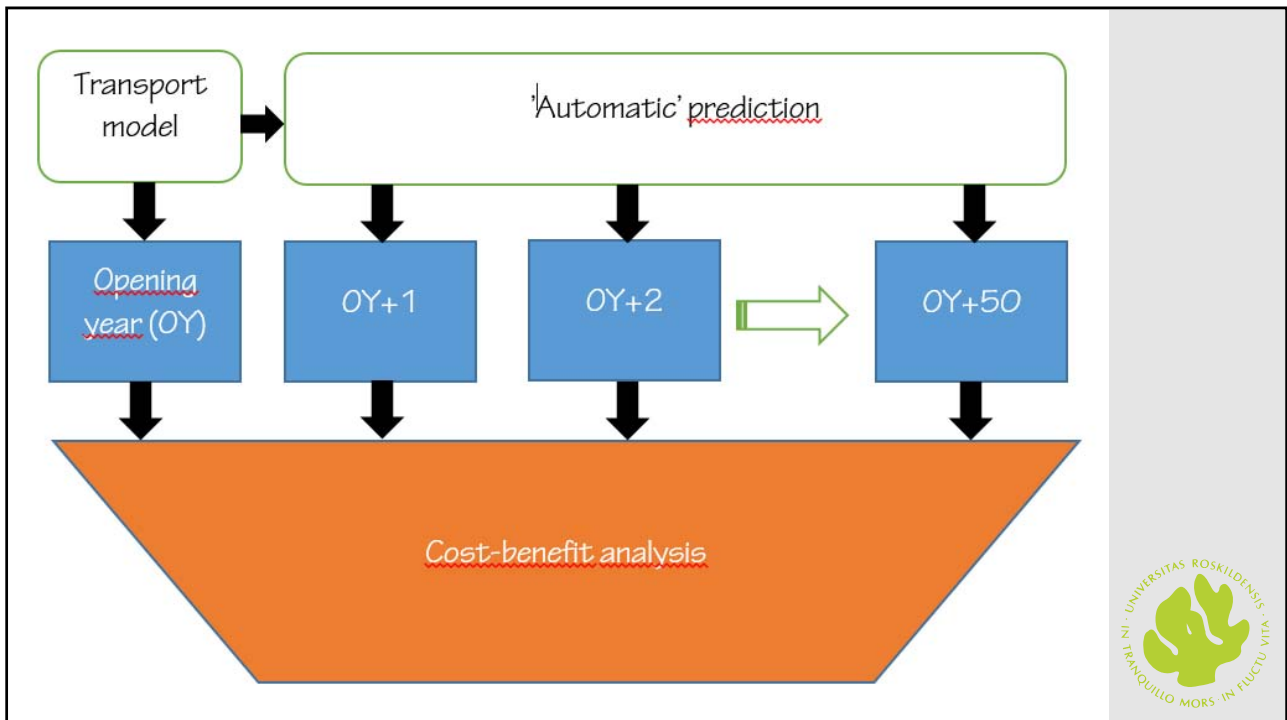 Transport
model
'Automatic' prediction
Opening
year (OY)
OY+1
OY+2
OY+50
Cost-benefit analysis
UNIVERSITAS ROSKILDENSIS · IN TRANQUILLO MORS · IN FLUCTU VITA ·